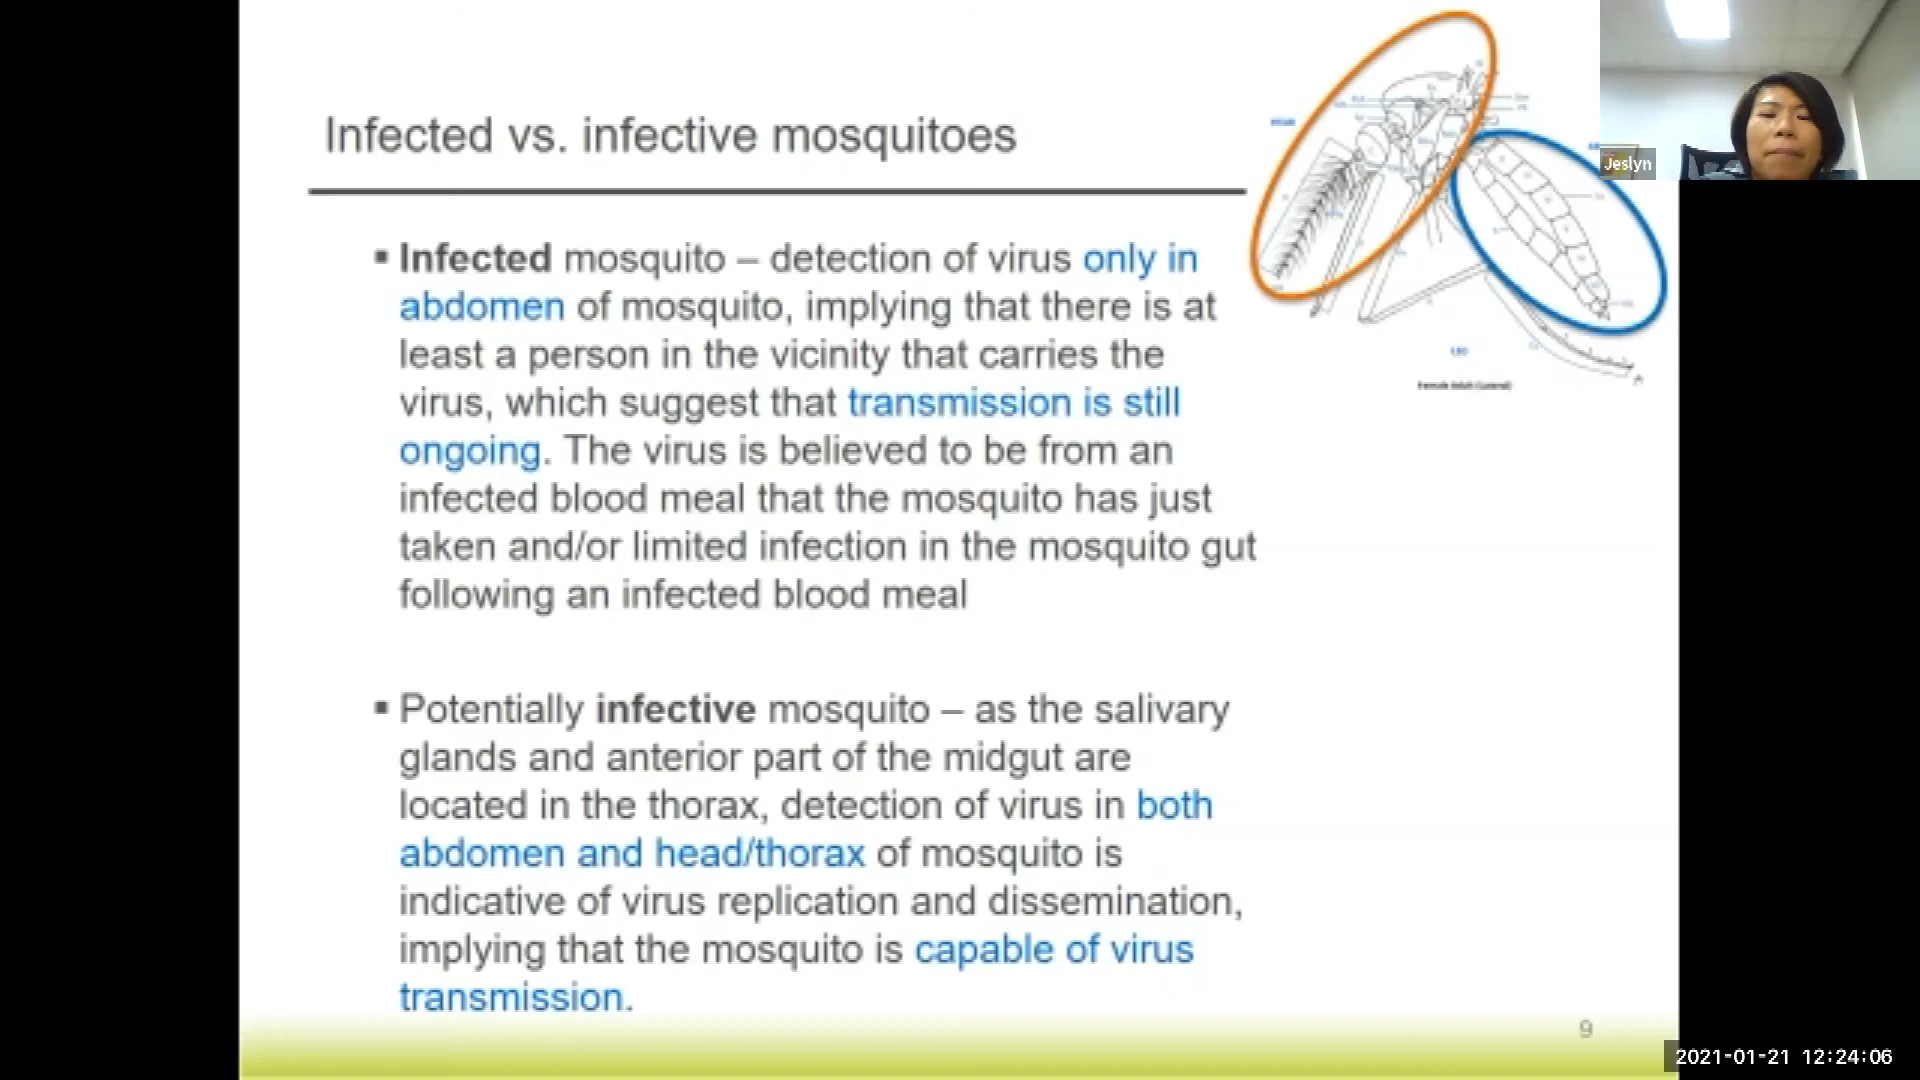 Infected vs. infective mosquitoes
▪ Infected mosquito – detection of virus only in
abdomen of mosquito, implying that there is at
least a person in the vicinity that carries the
virus, which suggest that transmission is still
ongoing. The virus is believed to be from an
infected blood meal that the mosquito has just
taken and/or limited infection in the mosquito gut
following an infected blood meal
▪ Potentially infective mosquito – as the salivary
glands and anterior part of the midgut are
located in the thorax, detection of virus in both
abdomen and head/thorax of mosquito is
indicative of virus replication and dissemination,
implying that the mosquito is capable of virus
transmission.
Jeslyn
9
2021-01-21 12:24:06